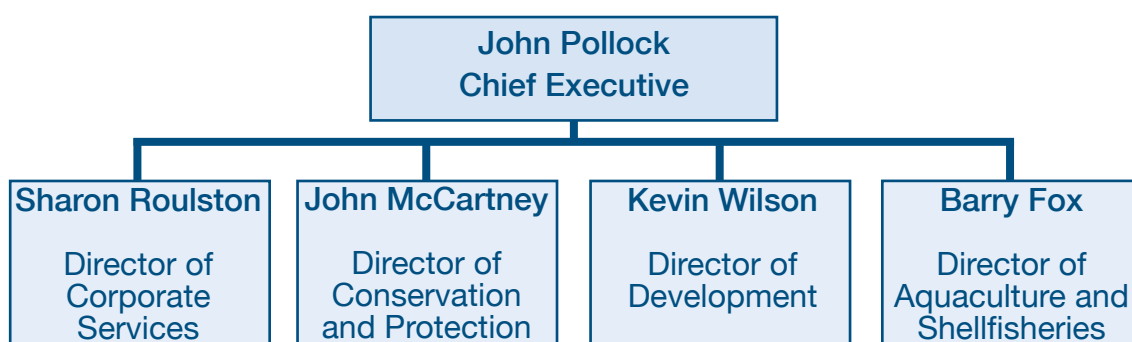 John Pollock
Chief Executive
Sharon Roulston
Director of
Corporate
Services
John McCartney
Director of
Conservation
and Protection
Kevin Wilson
Director of
Development
Barry Fox
Director of
Aquaculture and
Shellfisheries